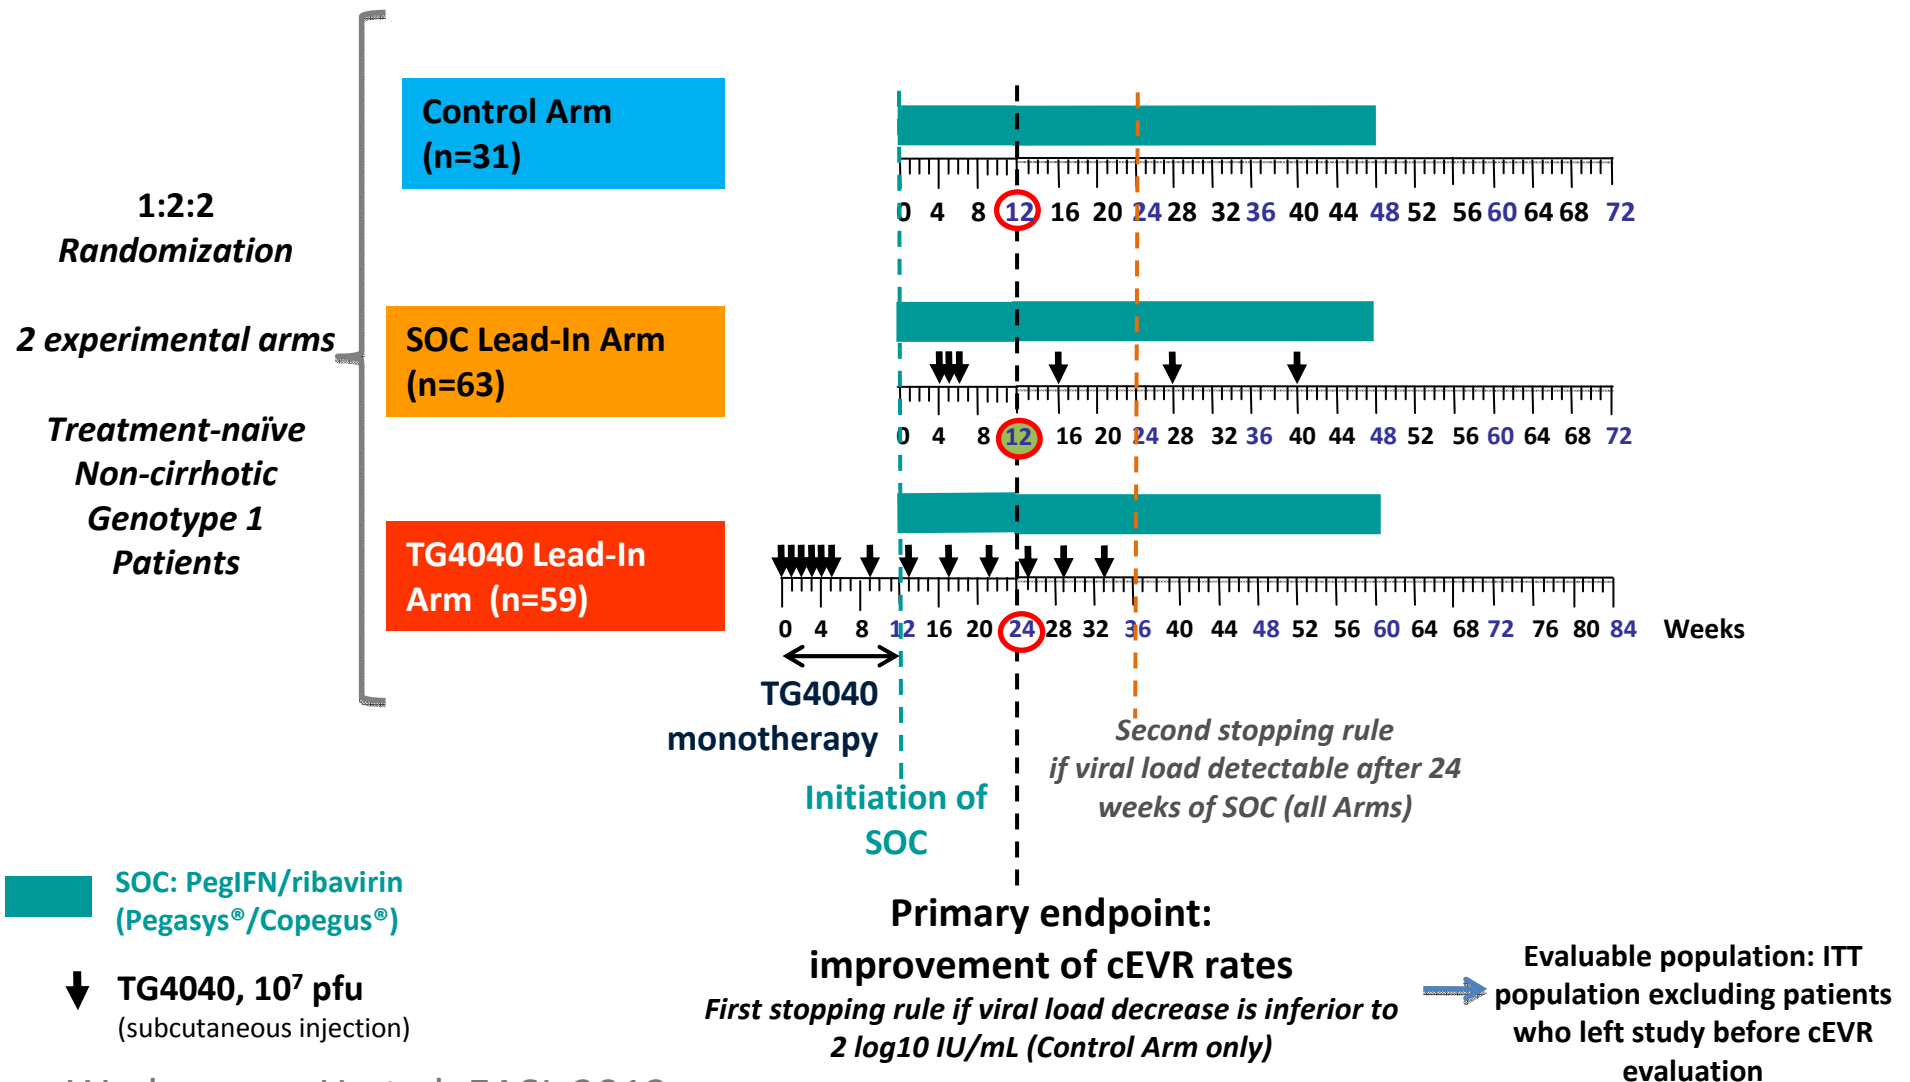 1:2:2
Randomization
2 experimental arms
Treatment-naïve
Non-cirrhotic
Genotype 1
Patients
Control Arm
(n=31)
0 4 8 12 16 20 24 28 32 36 40 44 48 52 56 60 64 68 72
SOC Lead-In Arm
(n=63)
0 4 8 12 16 20 24 28 32 36 40 44 48 52 56 60 64 68 72
TG4040 Lead-In
Arm (n=59)
0 4 8 12 16 20 24 28 32 36 40 44 48 52 56 60 64 68 72 76 80 84 Weeks
TG4040
monotherapy
Initiation of
SOC
Second stopping rule
if viral load detectable after 24
weeks of SOC (all Arms)
SOC: PegIFN/ribavirin
(Pegasys®/Copegus®)
TG4040, 10⁷ pfu
(subcutaneous injection)
Primary endpoint:
improvement of cEVR rates
First stopping rule if viral load decrease is inferior to
2 log10 IU/mL (Control Arm only)
Evaluable population: ITT
population excluding patients
who left study before cEVR
evaluation